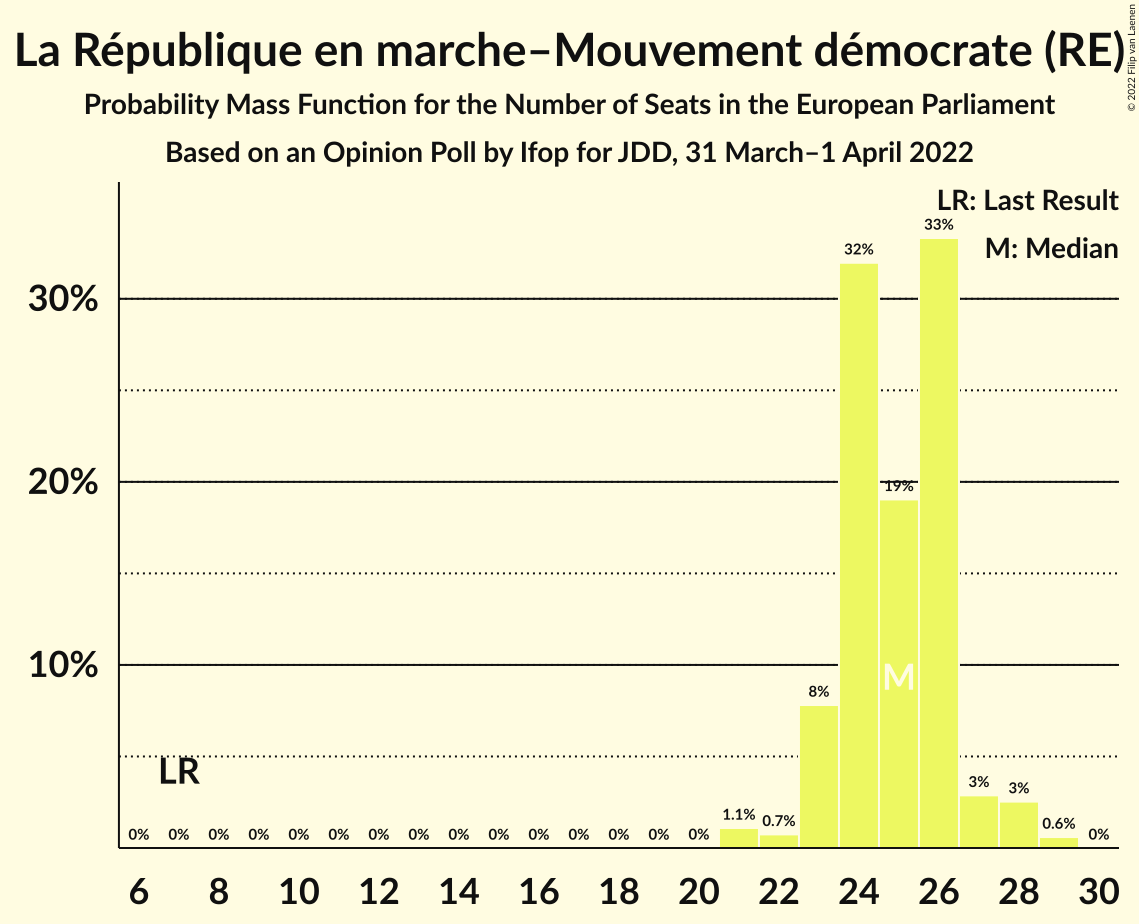 La République en marche–Mouvement démocrate (RE)
© 2022 Filip van Laenen
Probability Mass Function for the Number of Seats in the European Parliament
Based on an Opinion Poll by Ifop for JDD, 31 March–1 April 2022
LR: Last Result
M: Median
33%
32%
30%
20%
19%
10%
M
8%
LR
3%
3%
1.1%
0.7%
0.6%
0% 0% 0% 0% 0% 0% 0% 0% 0% 0% 0% 0% 0% 0% 0% 0%
6 8 10 12 14 16 18 20 22 24 26 28 30